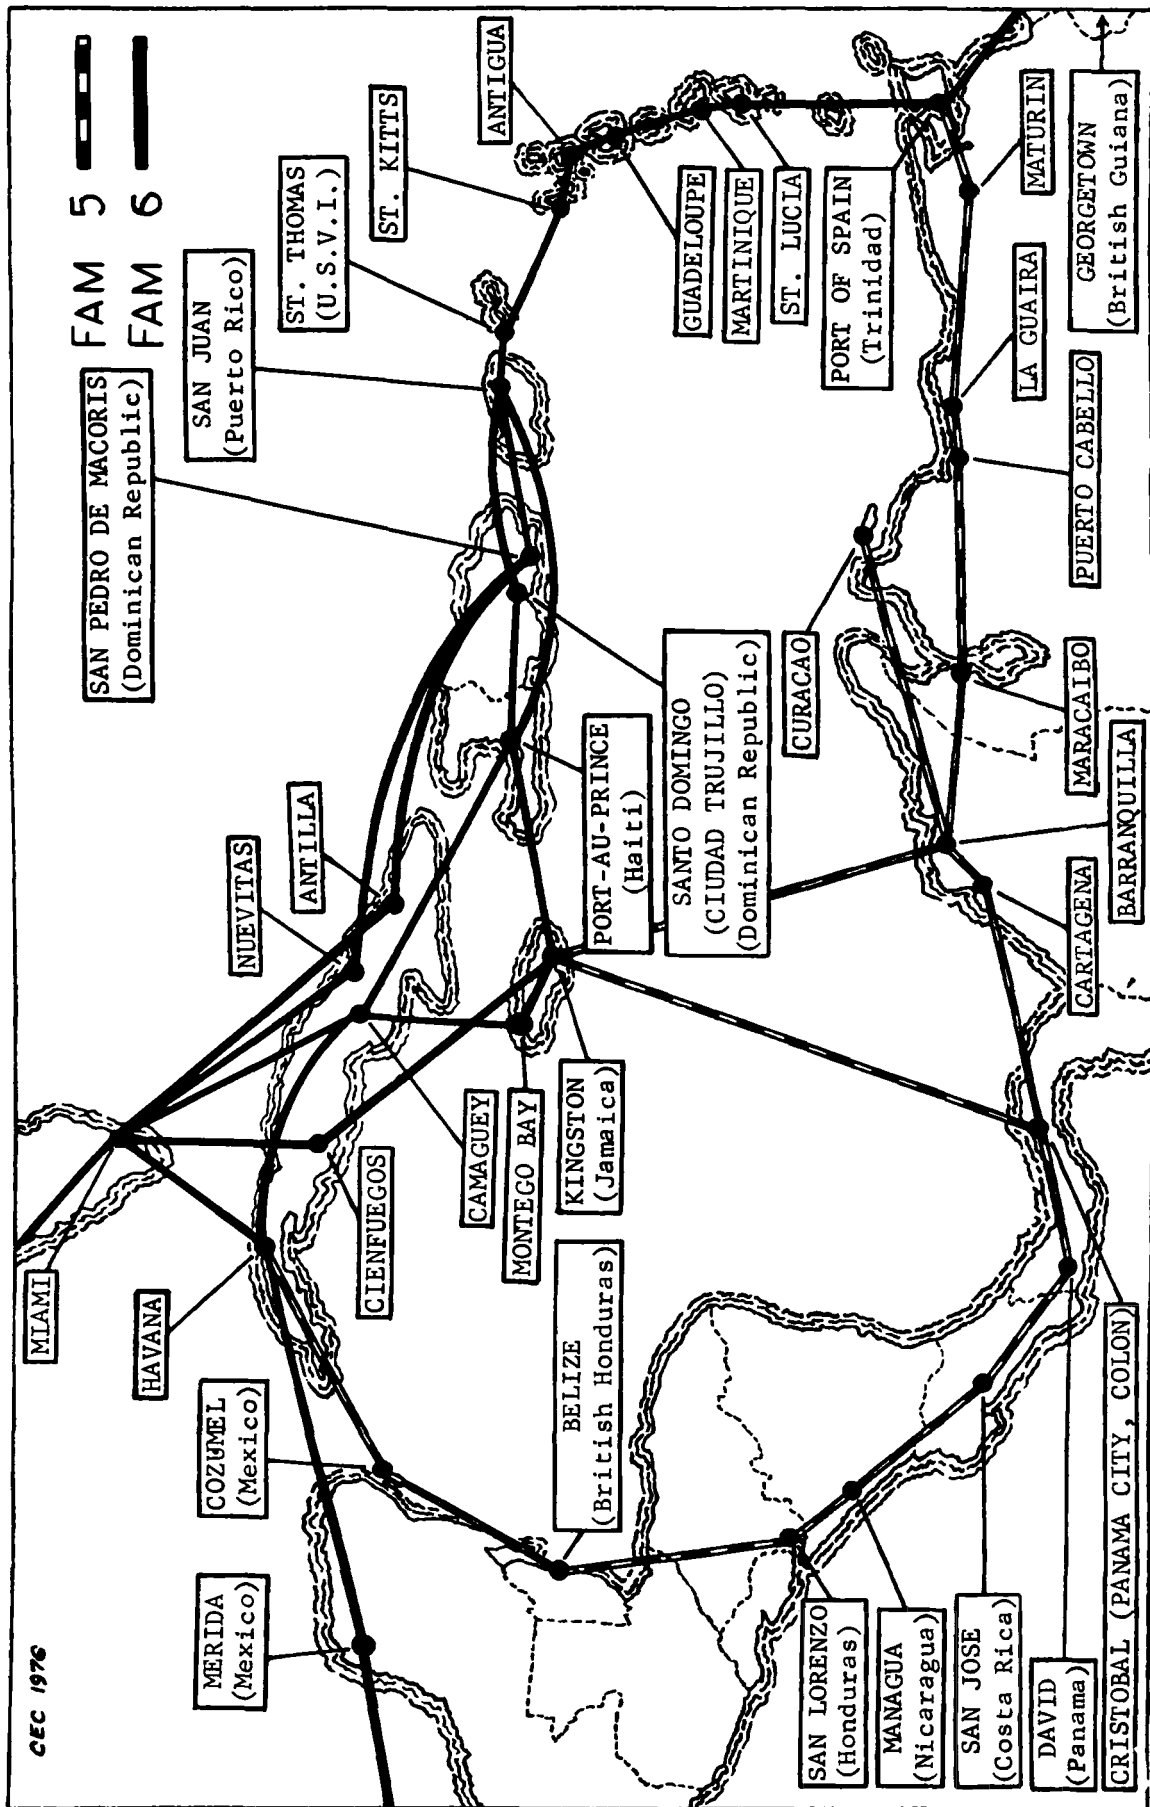 CEC 1976
FAM 5
FAM 6
MERIDA
(Mexico)
COZUMEL
(Mexico)
HAVANA
MIAMI
CIENFUEGOS
CAMAGUEY
MONTEGO BAY
KINGSTON
(Jamaica)
NUEVITAS
ANTILLA
SAN PEDRO DE MACORIS
(Dominican Republic)
SAN JUAN
(Puerto Rico)
ST. THOMAS
(U.S.V.I.)
ST. KITTS
ANTIGUA
GUADELOUPE
MARTINIQUE
ST. LUCIA
PORT OF SPAIN
(Trinidad)
BELIZE
(British Honduras)
PORT-AU-PRINCE
(Haiti)
SANTO DOMINGO
(CIUDAD TRUJILLO)
(Dominican Republic)
CURACAO
SAN LORENZO
(Honduras)
MANAGUA
(Nicaragua)
SAN JOSE
(Costa Rica)
DAVID
(Panama)
CRISTOBAL (PANAMA CITY, COLON)
CARTAGENA
BARRANQUILLA
MARACAIBO
PUERTO CABELLO
LA GUAIRA
MATURIN
GEORGETOWN
(British Guiana)